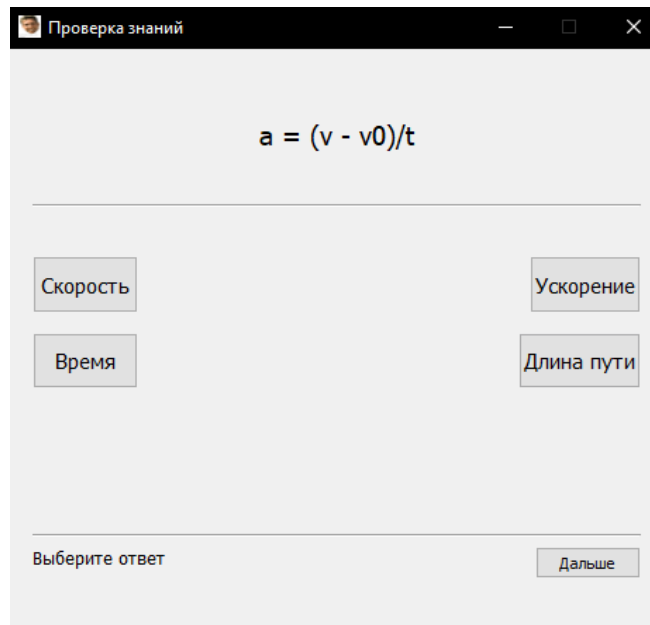 Проверка знаний
a = (v - v0)/t
Скорость
Ускорение
Время
Длина пути
Выберите ответ
Дальше